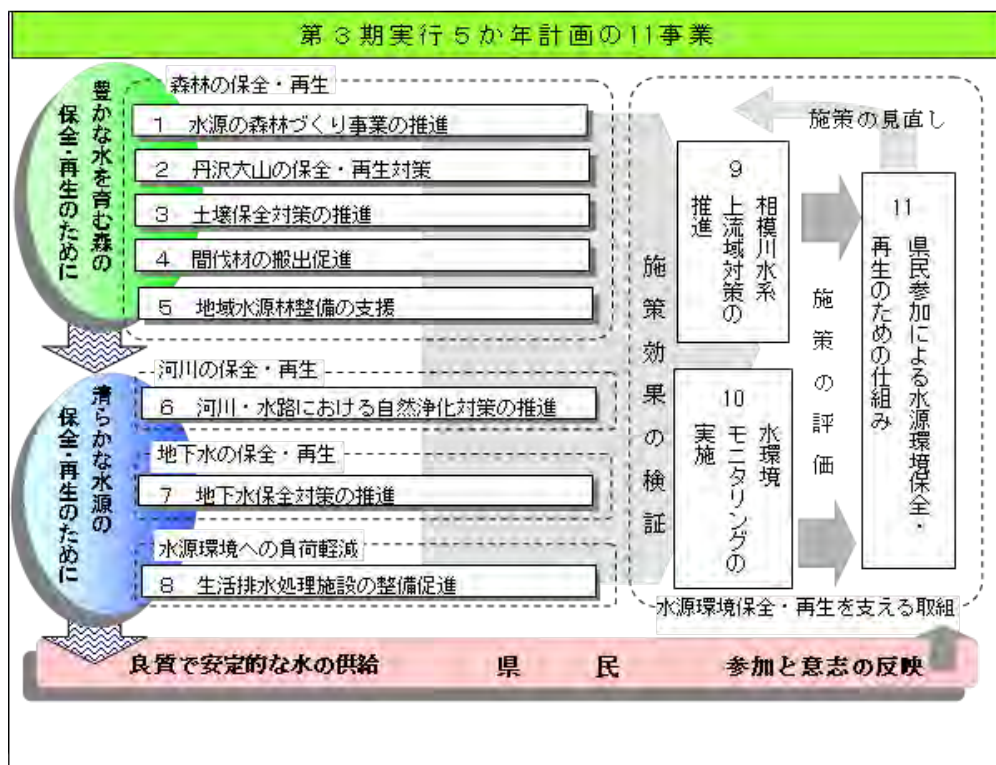 第３期実行５か年計画の11事業
豊かな水を育む森の
保全・再生のために
森林の保全・再生
1 水源の森林づくり事業の推進
2 丹沢大山の保全・再生対策
3 土壌保全対策の推進
4 間伐材の搬出促進
5 地域水源林整備の支援
清らかな水源の
保全・再生のために
河川の保全・再生
6 河川・水路における自然浄化対策の推進
地下水の保全・再生
7 地下水保全対策の推進
水源環境への負荷軽減
8 生活排水処理施設の整備促進
施策効果の検証
9
相模川水系
上流域対策の
推進
10
水環境
モニタリングの
実施
施策の評価
施策の見直し
11
県民参加による水源環境保全・
再生のための仕組み
水源環境保全・再生を支える取組
良質で安定的な水の供給 県 民 参加と意志の反映